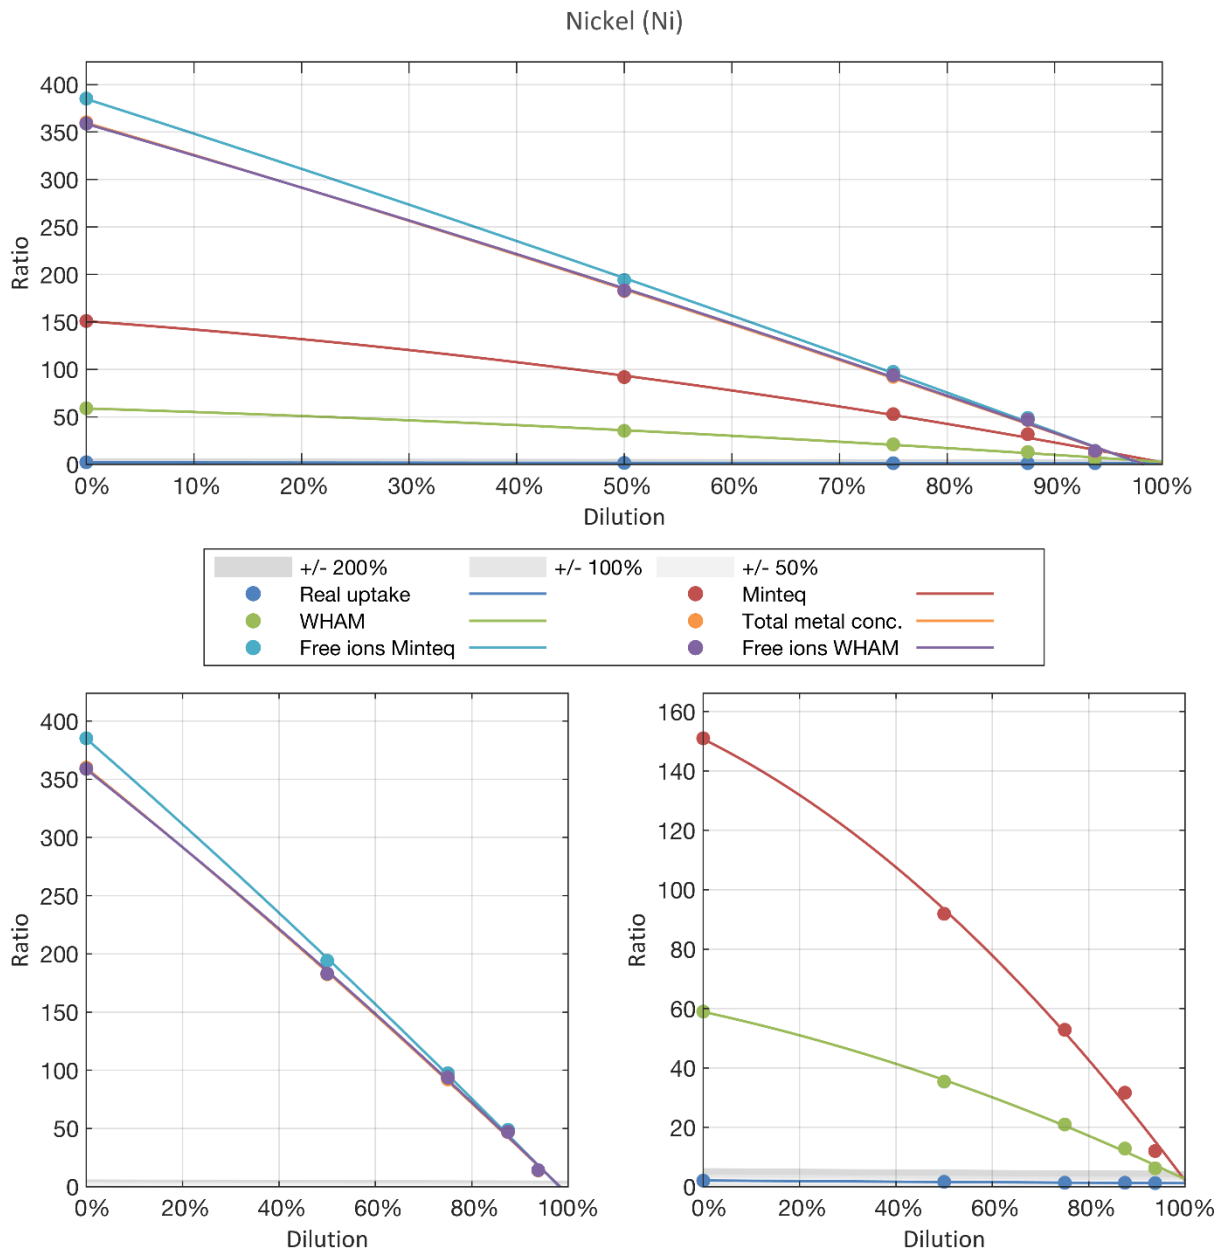 Nickel (Ni)
400
350
300
250
200
150
100
50
0
Ratio
0% 10% 20% 30% 40% 50% 60% 70% 80% 90% 100%
Dilution
+/- 200% +/- 100% +/- 50%
Real uptake Minteq
WHAM Total metal conc.
Free ions Minteq Free ions WHAM
400
350
300
250
200
150
100
50
0
Ratio
0% 20% 40% 60% 80% 100%
Dilution
160
140
120
100
80
60
40
20
0
Ratio
0% 20% 40% 60% 80% 100%
Dilution